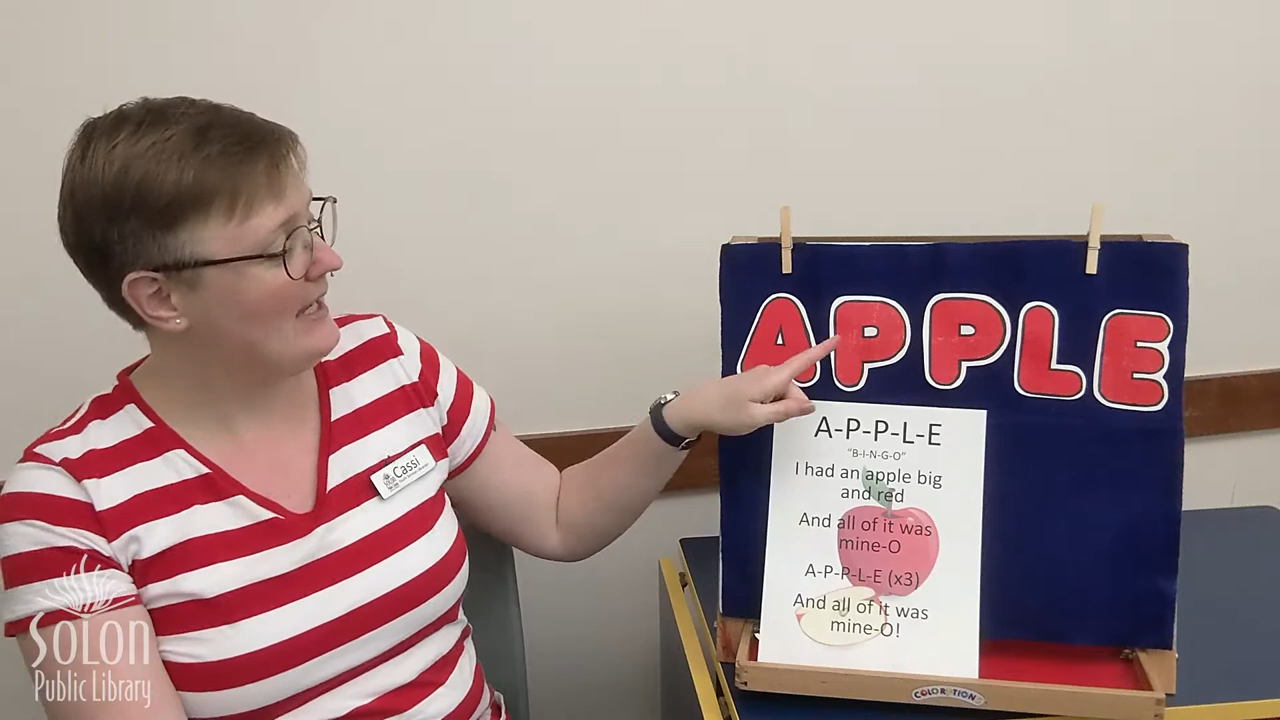 APPLE
A-P-P-L-E
"B-I-N-G-O"
I had an apple big
and red
And all of it was
mine-O
A-P-P-L-E (x3)
And all of it was
mine-O!
Cassi
COLORATIONS
SOLON
Public Library